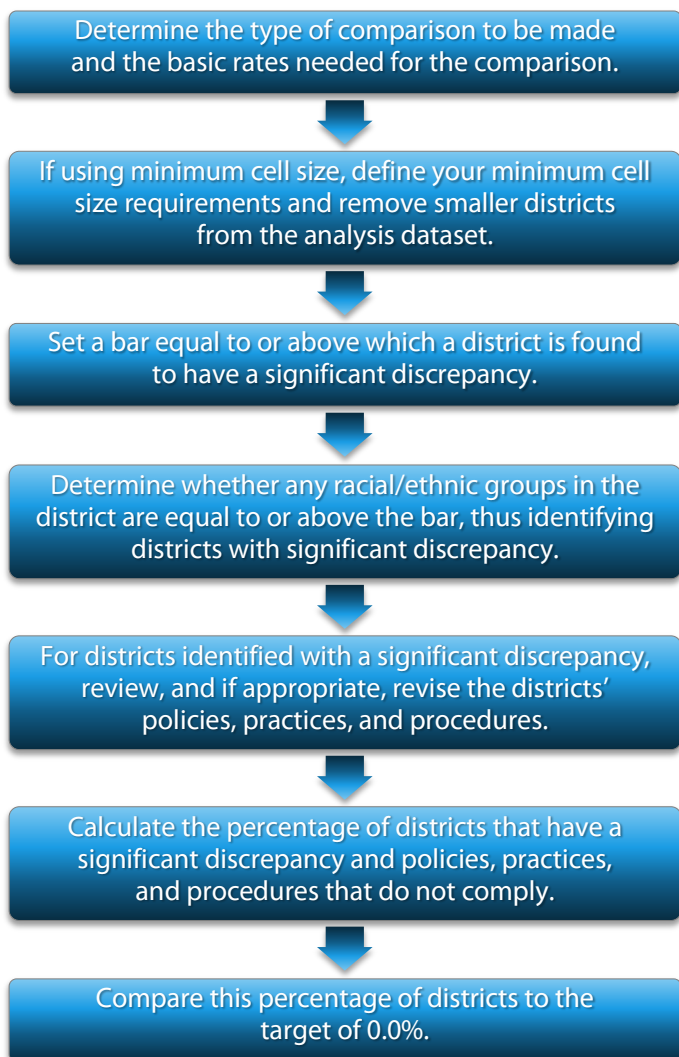 Determine the type of comparison to be made
and the basic rates needed for the comparison.
If using minimum cell size, define your minimum cell
size requirements and remove smaller districts
from the analysis dataset.
Set a bar equal to or above which a district is found
to have a significant discrepancy.
Determine whether any racial/ethnic groups in the
district are equal to or above the bar, thus identifying
districts with significant discrepancy.
For districts identified with a significant discrepancy,
review, and if appropriate, revise the districts’
policies, practices, and procedures.
Calculate the percentage of districts that have a
significant discrepancy and policies, practices,
and procedures that do not comply.
Compare this percentage of districts to the
target of 0.0%.